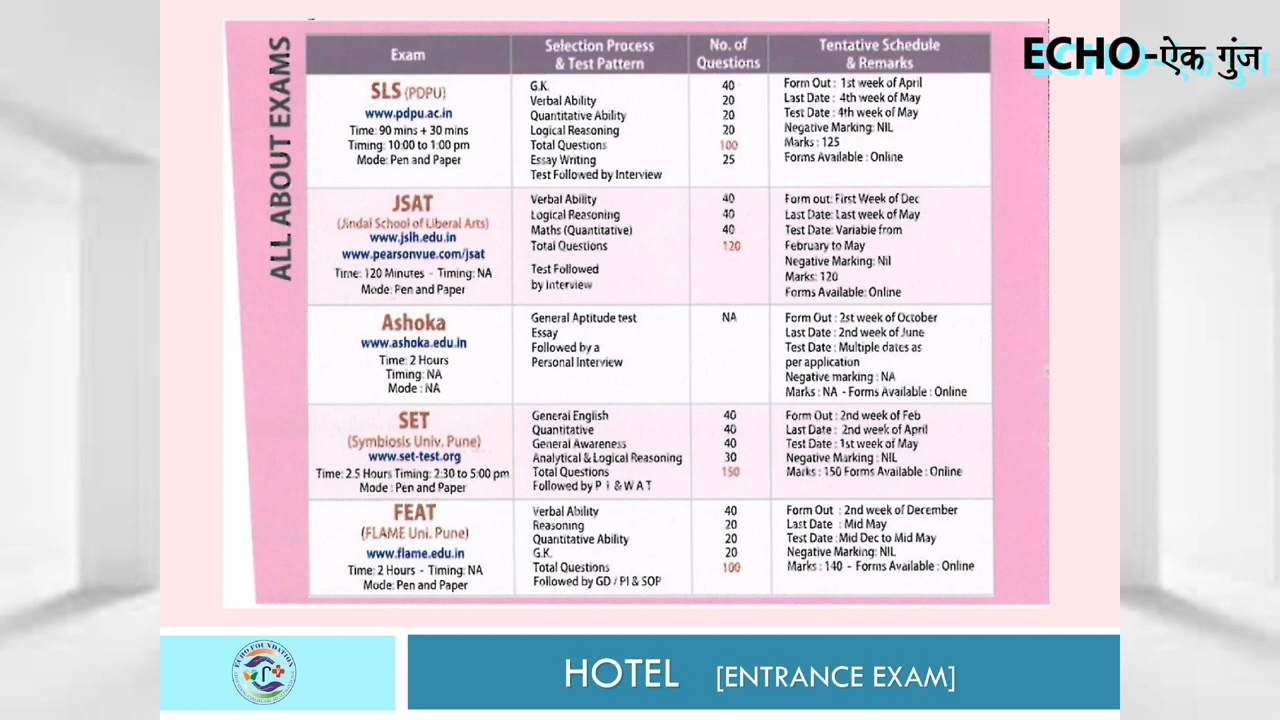 ECHO-ऐक गुंज
ALL ABOUT EXAMS
Exam
Selection Process
& Test Pattern
No. of
Questions
Tentative Schedule
& Remarks
SLS (PDPU)
www.pdpu.ac.in
Time: 90 mins + 30 mins
Timing: 10:00 to 1:00 pm
Mode: Pen and Paper
G.K. 40
Verbal Ability 20
Quantitative Ability 20
Logical Reasoning 20
Total Questions 100
Essay Writing 25
Test Followed by Interview
Form Out : 1st week of April
Last Date : 4th week of May
Test Date : 4th week of May
Negative Marking: NIL
Marks : 125
Forms Available : Online
JSAT
(Jindal School of Liberal Arts)
www.jslh.edu.in
www.pearsonvue.com/jsat
Time: 120 Minutes - Timing: NA
Mode: Pen and Paper
Verbal Ability 40
Logical Reasoning 40
Maths (Quantitative) 40
Total Questions 120
Test Followed
by Interview
Form out: First Week of Dec
Last Date: Last week of May
Test Date: Variable from
February to May
Negative Marking: Nil
Marks: 120
Forms Available: Online
Ashoka
www.ashoka.edu.in
Time: 2 Hours
Timing: NA
Mode : NA
General Aptitude test NA
Essay
Followed by a
Personal Interview
Form Out : 2st week of October
Last Date : 2nd week of June
Test Date : Multiple dates as
per application
Negative marking : NA
Marks : NA - Forms Available : Online
SET
(Symbiosis Univ. Pune)
www.set-test.org
Time: 2.5 Hours Timing: 2:30 to 5:00 pm
Mode : Pen and Paper
General English 40
Quantitative 40
General Awareness 40
Analytical & Logical Reasoning 30
Total Questions 150
Followed by P I & W A T
Form Out : 2nd week of Feb
Last Date : 2nd week of April
Test Date : 1st week of May
Negative Marking : NIL
Marks : 150 Forms Available : Online
FEAT
(FLAME Uni. Pune)
www.flame.edu.in
Time: 2 Hours - Timing: NA
Mode: Pen and Paper
Verbal Ability 40
Reasoning 20
Quantitative Ability 20
G.K. 20
Total Questions 100
Followed by GD / PI & SOP
Form Out : 2nd week of December
Last Date : Mid May
Test Date : Mid Dec to Mid May
Negative Marking: NIL
Marks : 140 - Forms Available : Online
ECHO FOUNDATION
HOTEL [ENTRANCE EXAM]